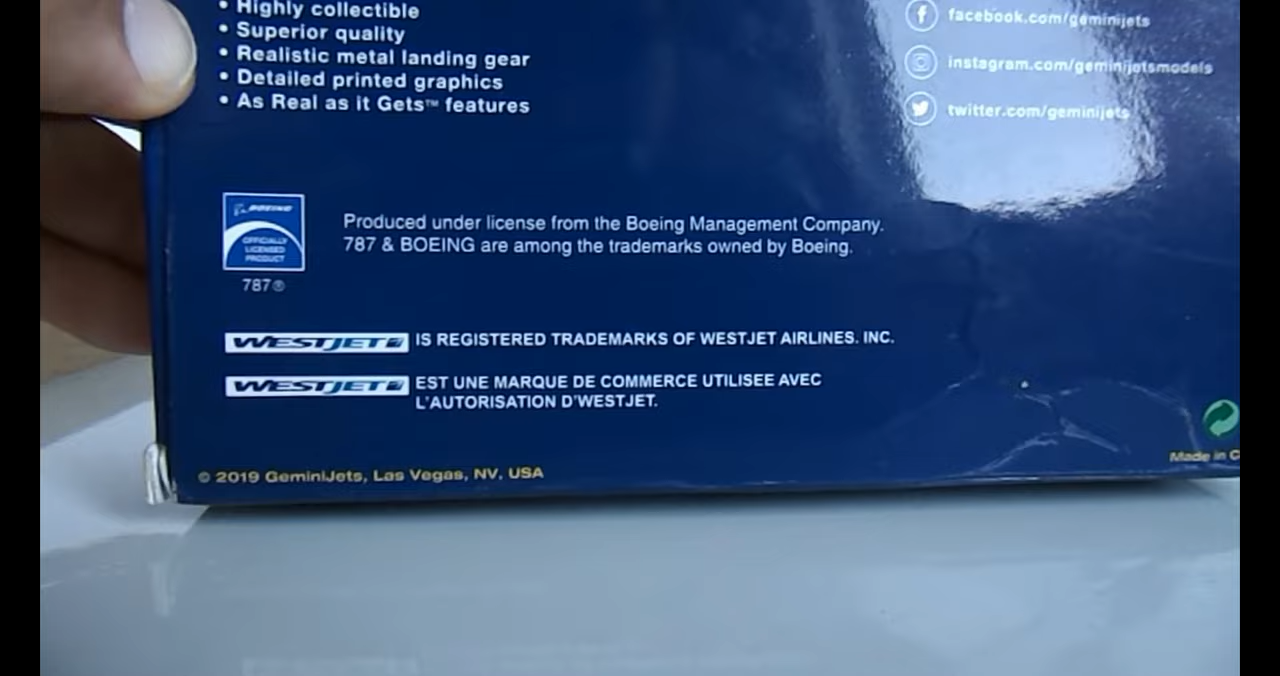 • Highly collectible
• Superior quality
• Realistic metal landing gear
• Detailed printed graphics
• As Real as it Gets™ features
facebook.com/geminijets
instagram.com/geminijetsmodels
twitter.com/geminijets
BOEING
OFFICIALLY
LICENSED
PRODUCT
787®
Produced under license from the Boeing Management Company.
787 & BOEING are among the trademarks owned by Boeing.
WESTJET IS REGISTERED TRADEMARKS OF WESTJET AIRLINES. INC.
WESTJET EST UNE MARQUE DE COMMERCE UTILISEE AVEC
L'AUTORISATION D'WESTJET.
© 2019 GeminiJets, Las Vegas, NV, USA
Made in C